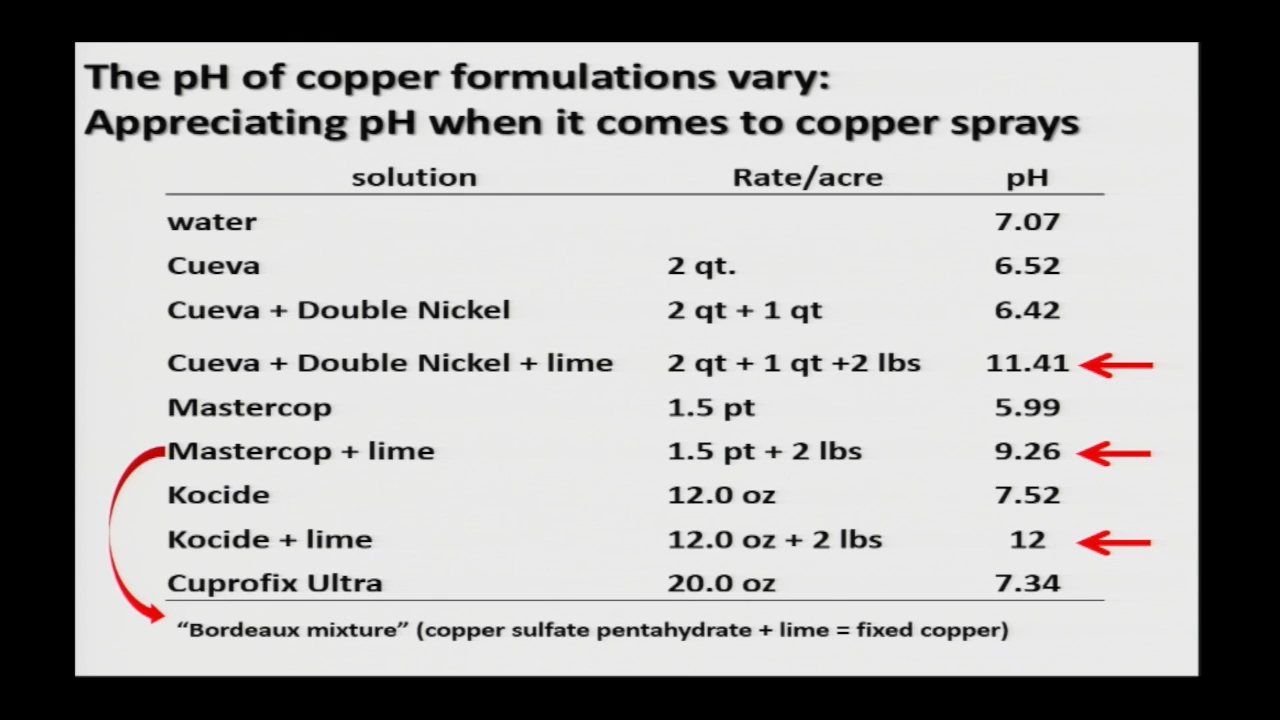 The pH of copper formulations vary:
Appreciating pH when it comes to copper sprays
solution Rate/acre pH
water 7.07
Cueva 2 qt. 6.52
Cueva + Double Nickel 2 qt + 1 qt 6.42
Cueva + Double Nickel + lime 2 qt + 1 qt +2 lbs 11.41
Mastercop 1.5 pt 5.99
Mastercop + lime 1.5 pt + 2 lbs 9.26
Kocide 12.0 oz 7.52
Kocide + lime 12.0 oz + 2 lbs 12
Cuprofix Ultra 20.0 oz 7.34
“Bordeaux mixture” (copper sulfate pentahydrate + lime = fixed copper)